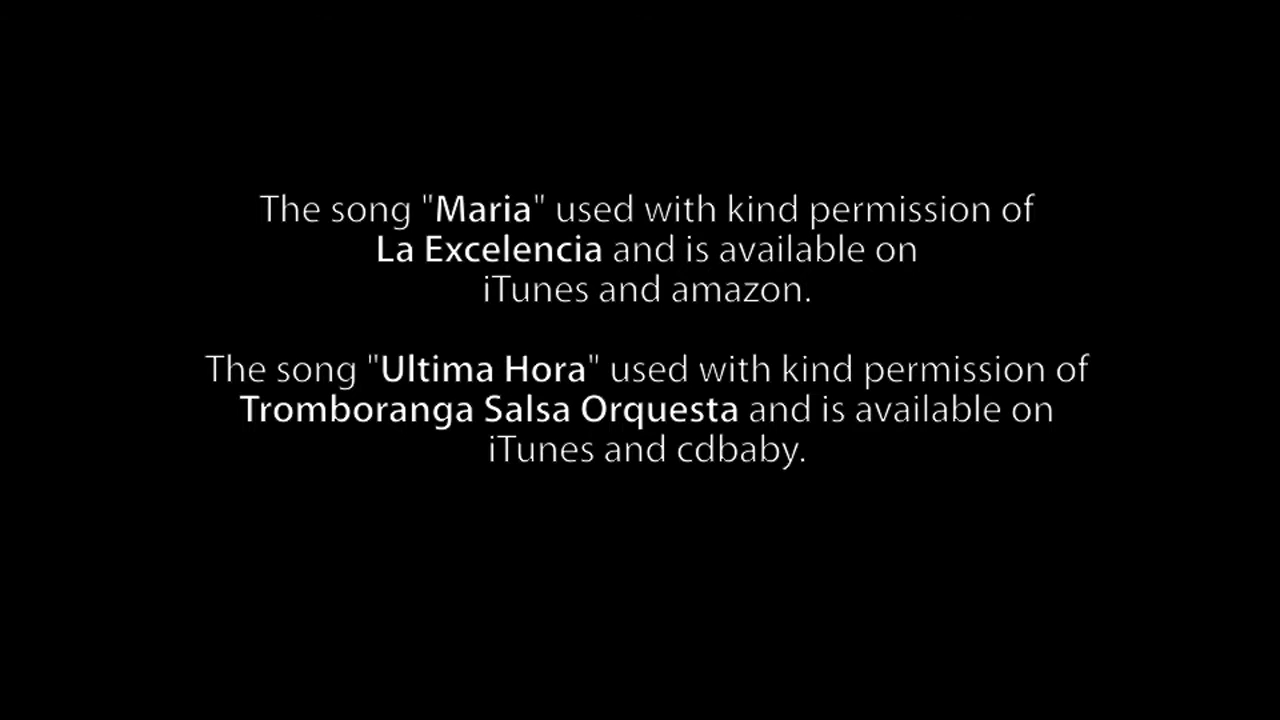 The song "Maria" used with kind permission of
La Excelencia and is available on
iTunes and amazon.
The song "Ultima Hora" used with kind permission of
Tromboranga Salsa Orquesta and is available on
iTunes and cdbaby.